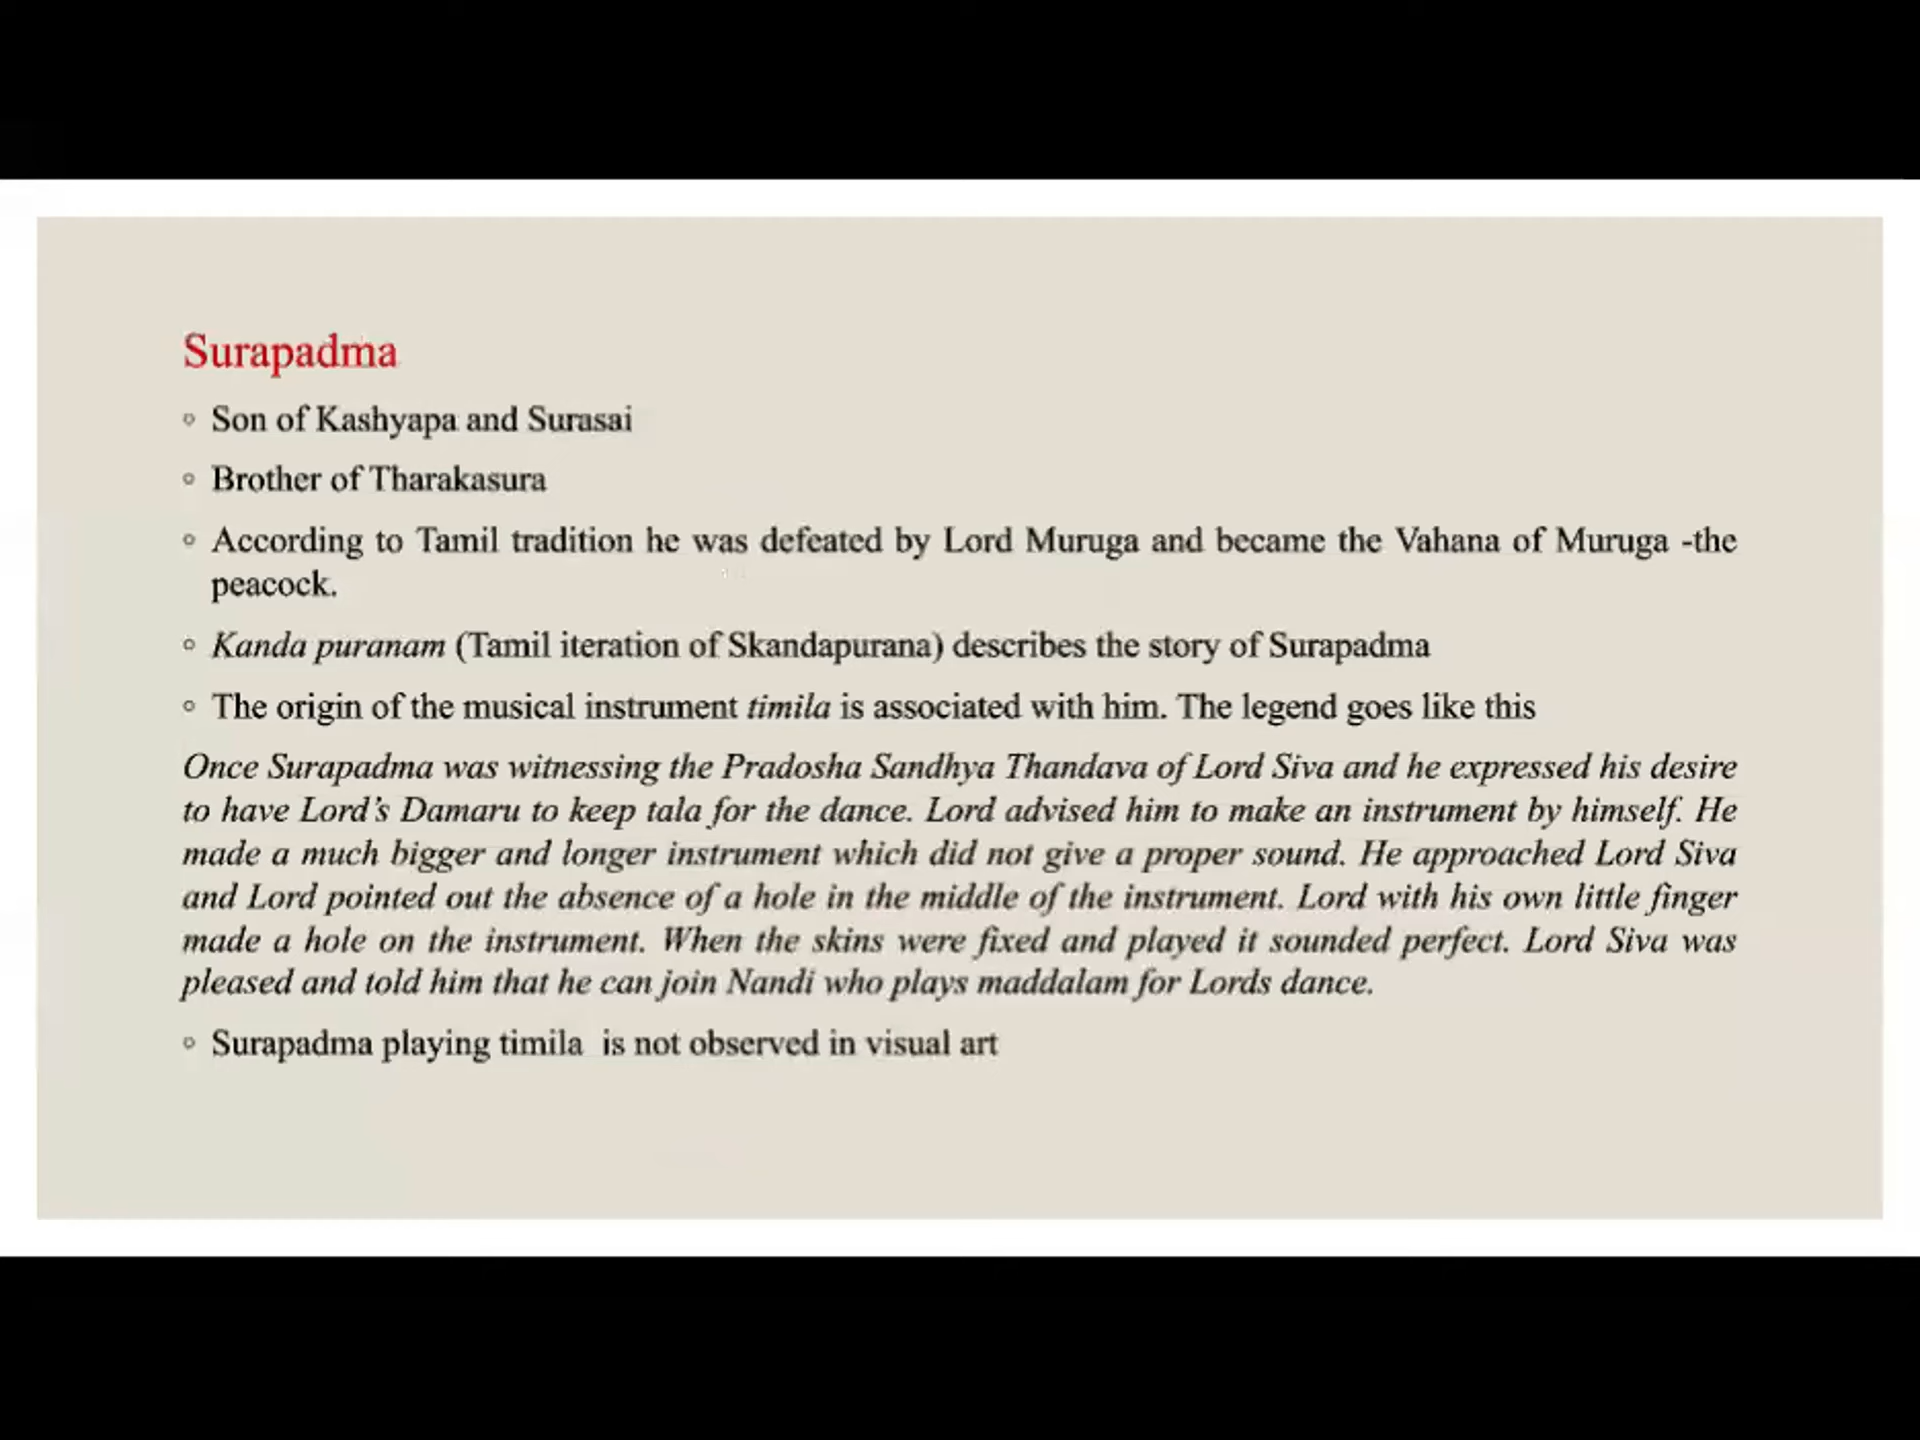 Surapadma
◦ Son of Kashyapa and Surasai
◦ Brother of Tharakasura
◦ According to Tamil tradition he was defeated by Lord Muruga and became the Vahana of Muruga -the
peacock.
◦ Kanda puranam (Tamil iteration of Skandapurana) describes the story of Surapadma
◦ The origin of the musical instrument timila is associated with him. The legend goes like this
Once Surapadma was witnessing the Pradosha Sandhya Thandava of Lord Siva and he expressed his desire
to have Lord’s Damaru to keep tala for the dance. Lord advised him to make an instrument by himself. He
made a much bigger and longer instrument which did not give a proper sound. He approached Lord Siva
and Lord pointed out the absence of a hole in the middle of the instrument. Lord with his own little finger
made a hole on the instrument. When the skins were fixed and played it sounded perfect. Lord Siva was
pleased and told him that he can join Nandi who plays maddalam for Lords dance.
◦ Surapadma playing timila is not observed in visual art